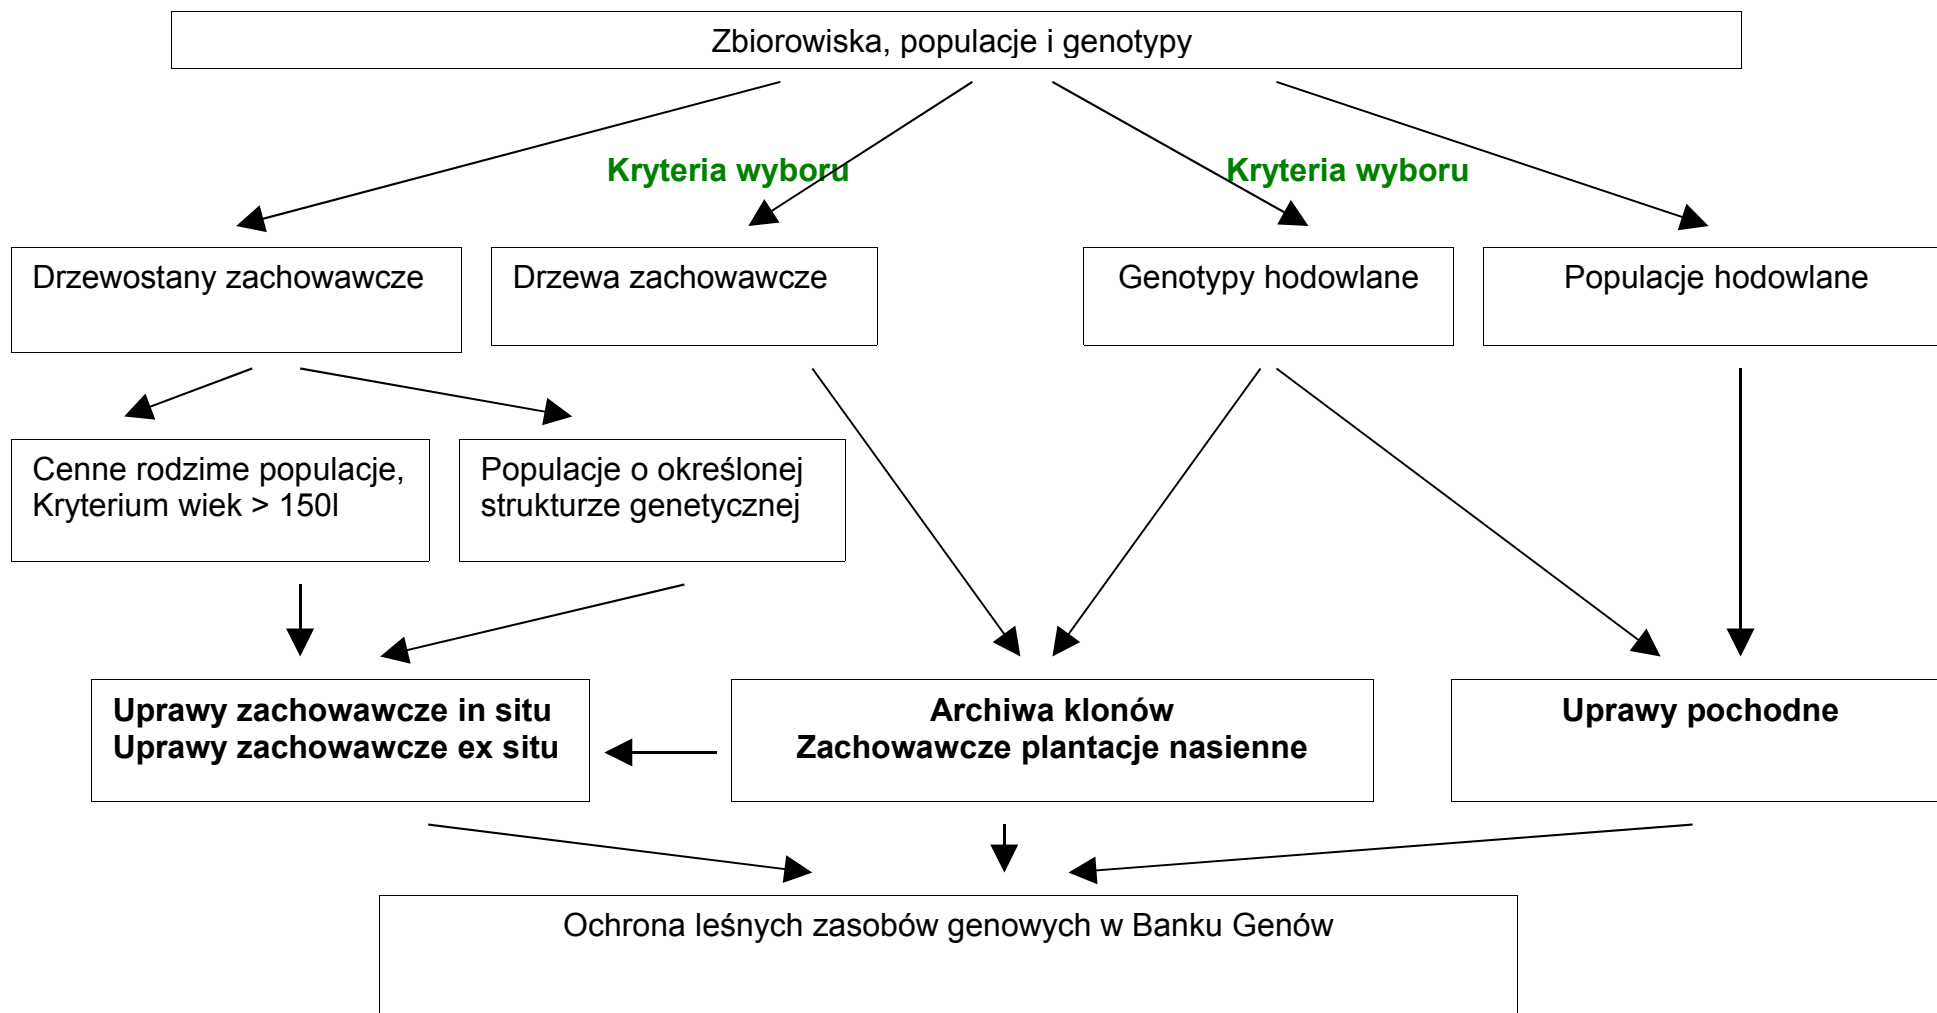 Zbiorowiska, populacje i genotypy
Kryteria wyboru
Kryteria wyboru
Drzewostany zachowawcze
Drzewa zachowawcze
Genotypy hodowlane
Populacje hodowlane
Cenne rodzime populacje,
Kryterium wiek > 150l
Populacje o określonej
strukturze genetycznej
Uprawy zachowawcze in situ
Uprawy zachowawcze ex situ
Archiwa klonów
Zachowawcze plantacje nasienne
Uprawy pochodne
Ochrona leśnych zasobów genowych w Banku Genów